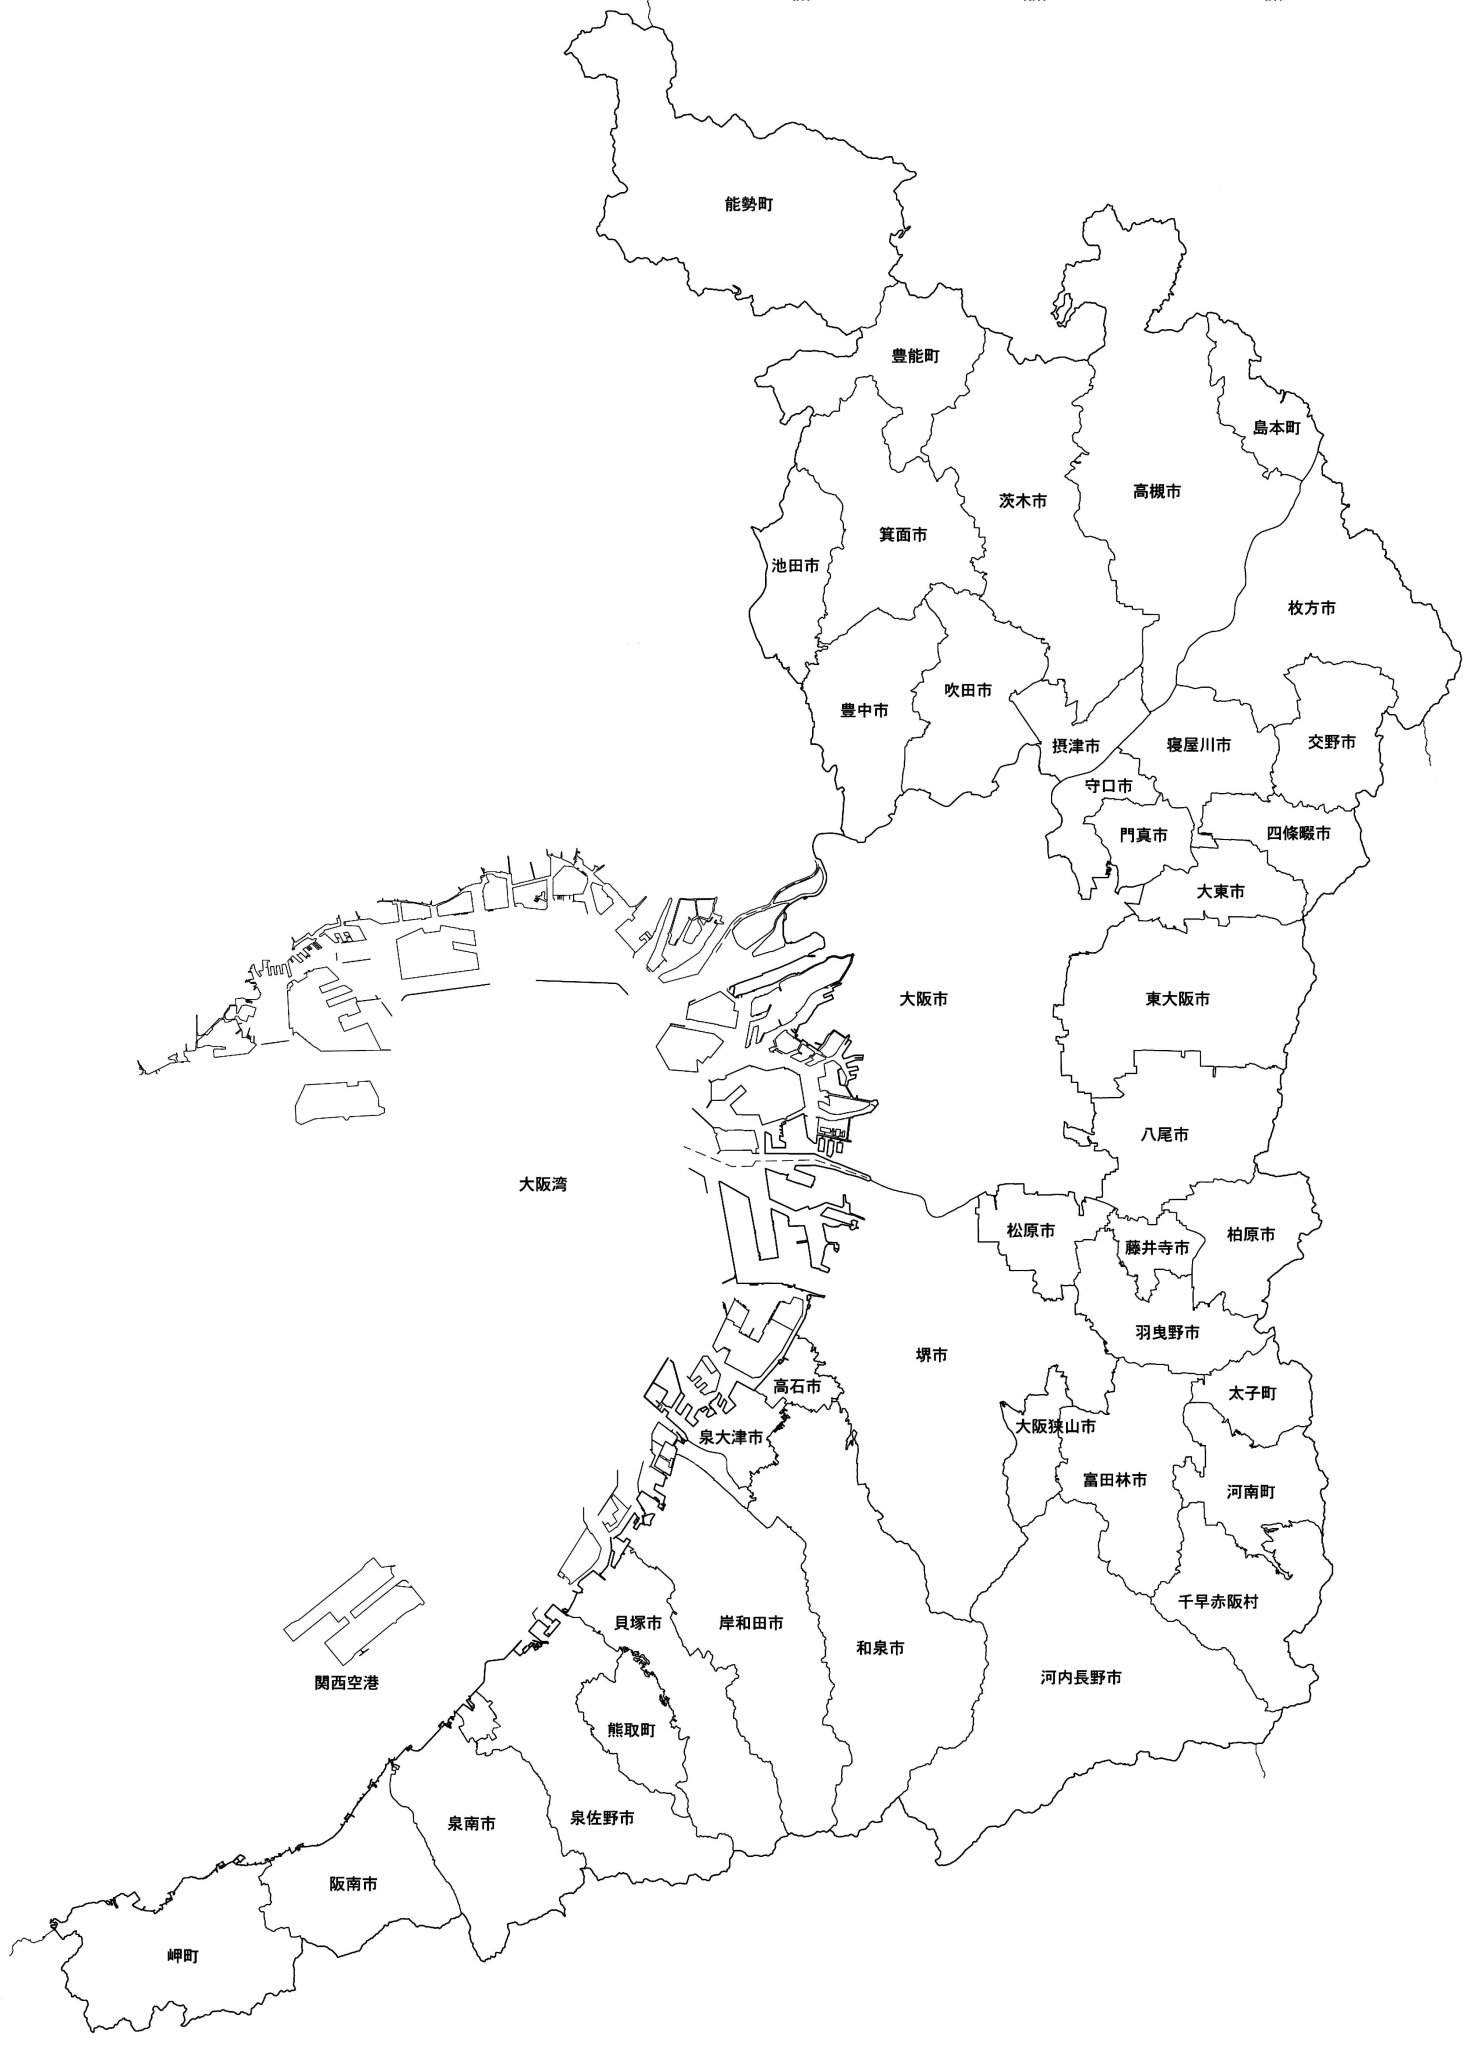 能勢町
豊能町
島本町
高槻市
茨木市
箕面市
池田市
枚方市
吹田市
豊中市
摂津市
寝屋川市
交野市
守口市
門真市
四條畷市
大東市
大阪市
東大阪市
八尾市
大阪湾
松原市
藤井寺市
柏原市
羽曳野市
堺市
高石市
太子町
大阪狭山市
泉大津市
富田林市
河南町
千早赤阪村
貝塚市
岸和田市
和泉市
河内長野市
関西空港
熊取町
泉佐野市
泉南市
阪南市
岬町